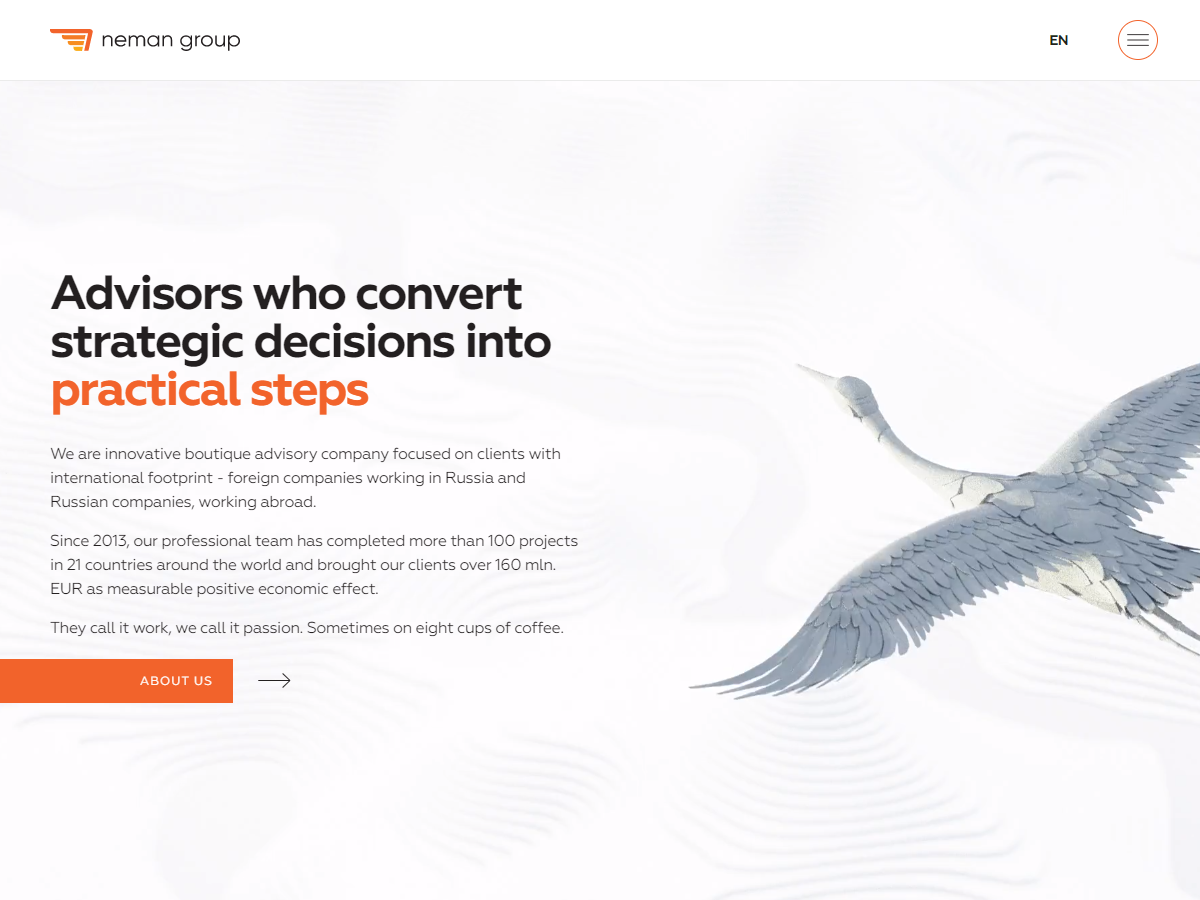 neman group
EN
Advisors who convert
strategic decisions into
practical steps
We are innovative boutique advisory company focused on clients with
international footprint - foreign companies working in Russia and
Russian companies, working abroad.
Since 2013, our professional team has completed more than 100 projects
in 21 countries around the world and brought our clients over 160 mln.
EUR as measurable positive economic effect.
They call it work, we call it passion. Sometimes on eight cups of coffee.
ABOUT US